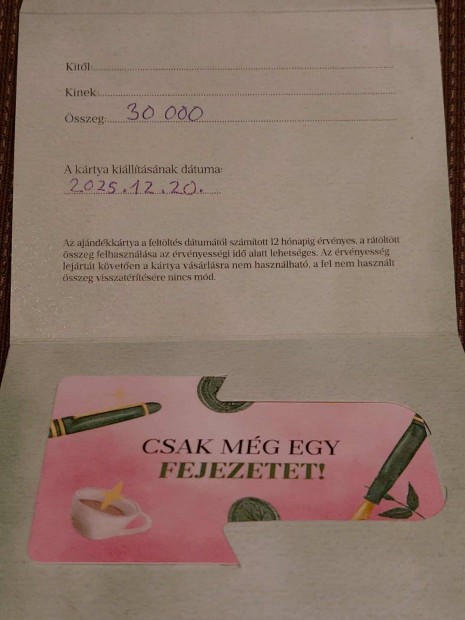 Kitől:
Kinek:
Összeg: 30 000
A kártya kiállításának dátuma:
2025.12.20.
Az ajándékkártya a feltöltés dátumától számított 12 hónapig érvényes, a rátöltött
összeg felhasználása az érvényességi idő alatt lehetséges. Az érvényesség
lejártát követően a kártya vásárlásra nem használható, a fel nem használt
összeg visszatérítésére nincs mód.
CSAK MÉG EGY
FEJEZETET!